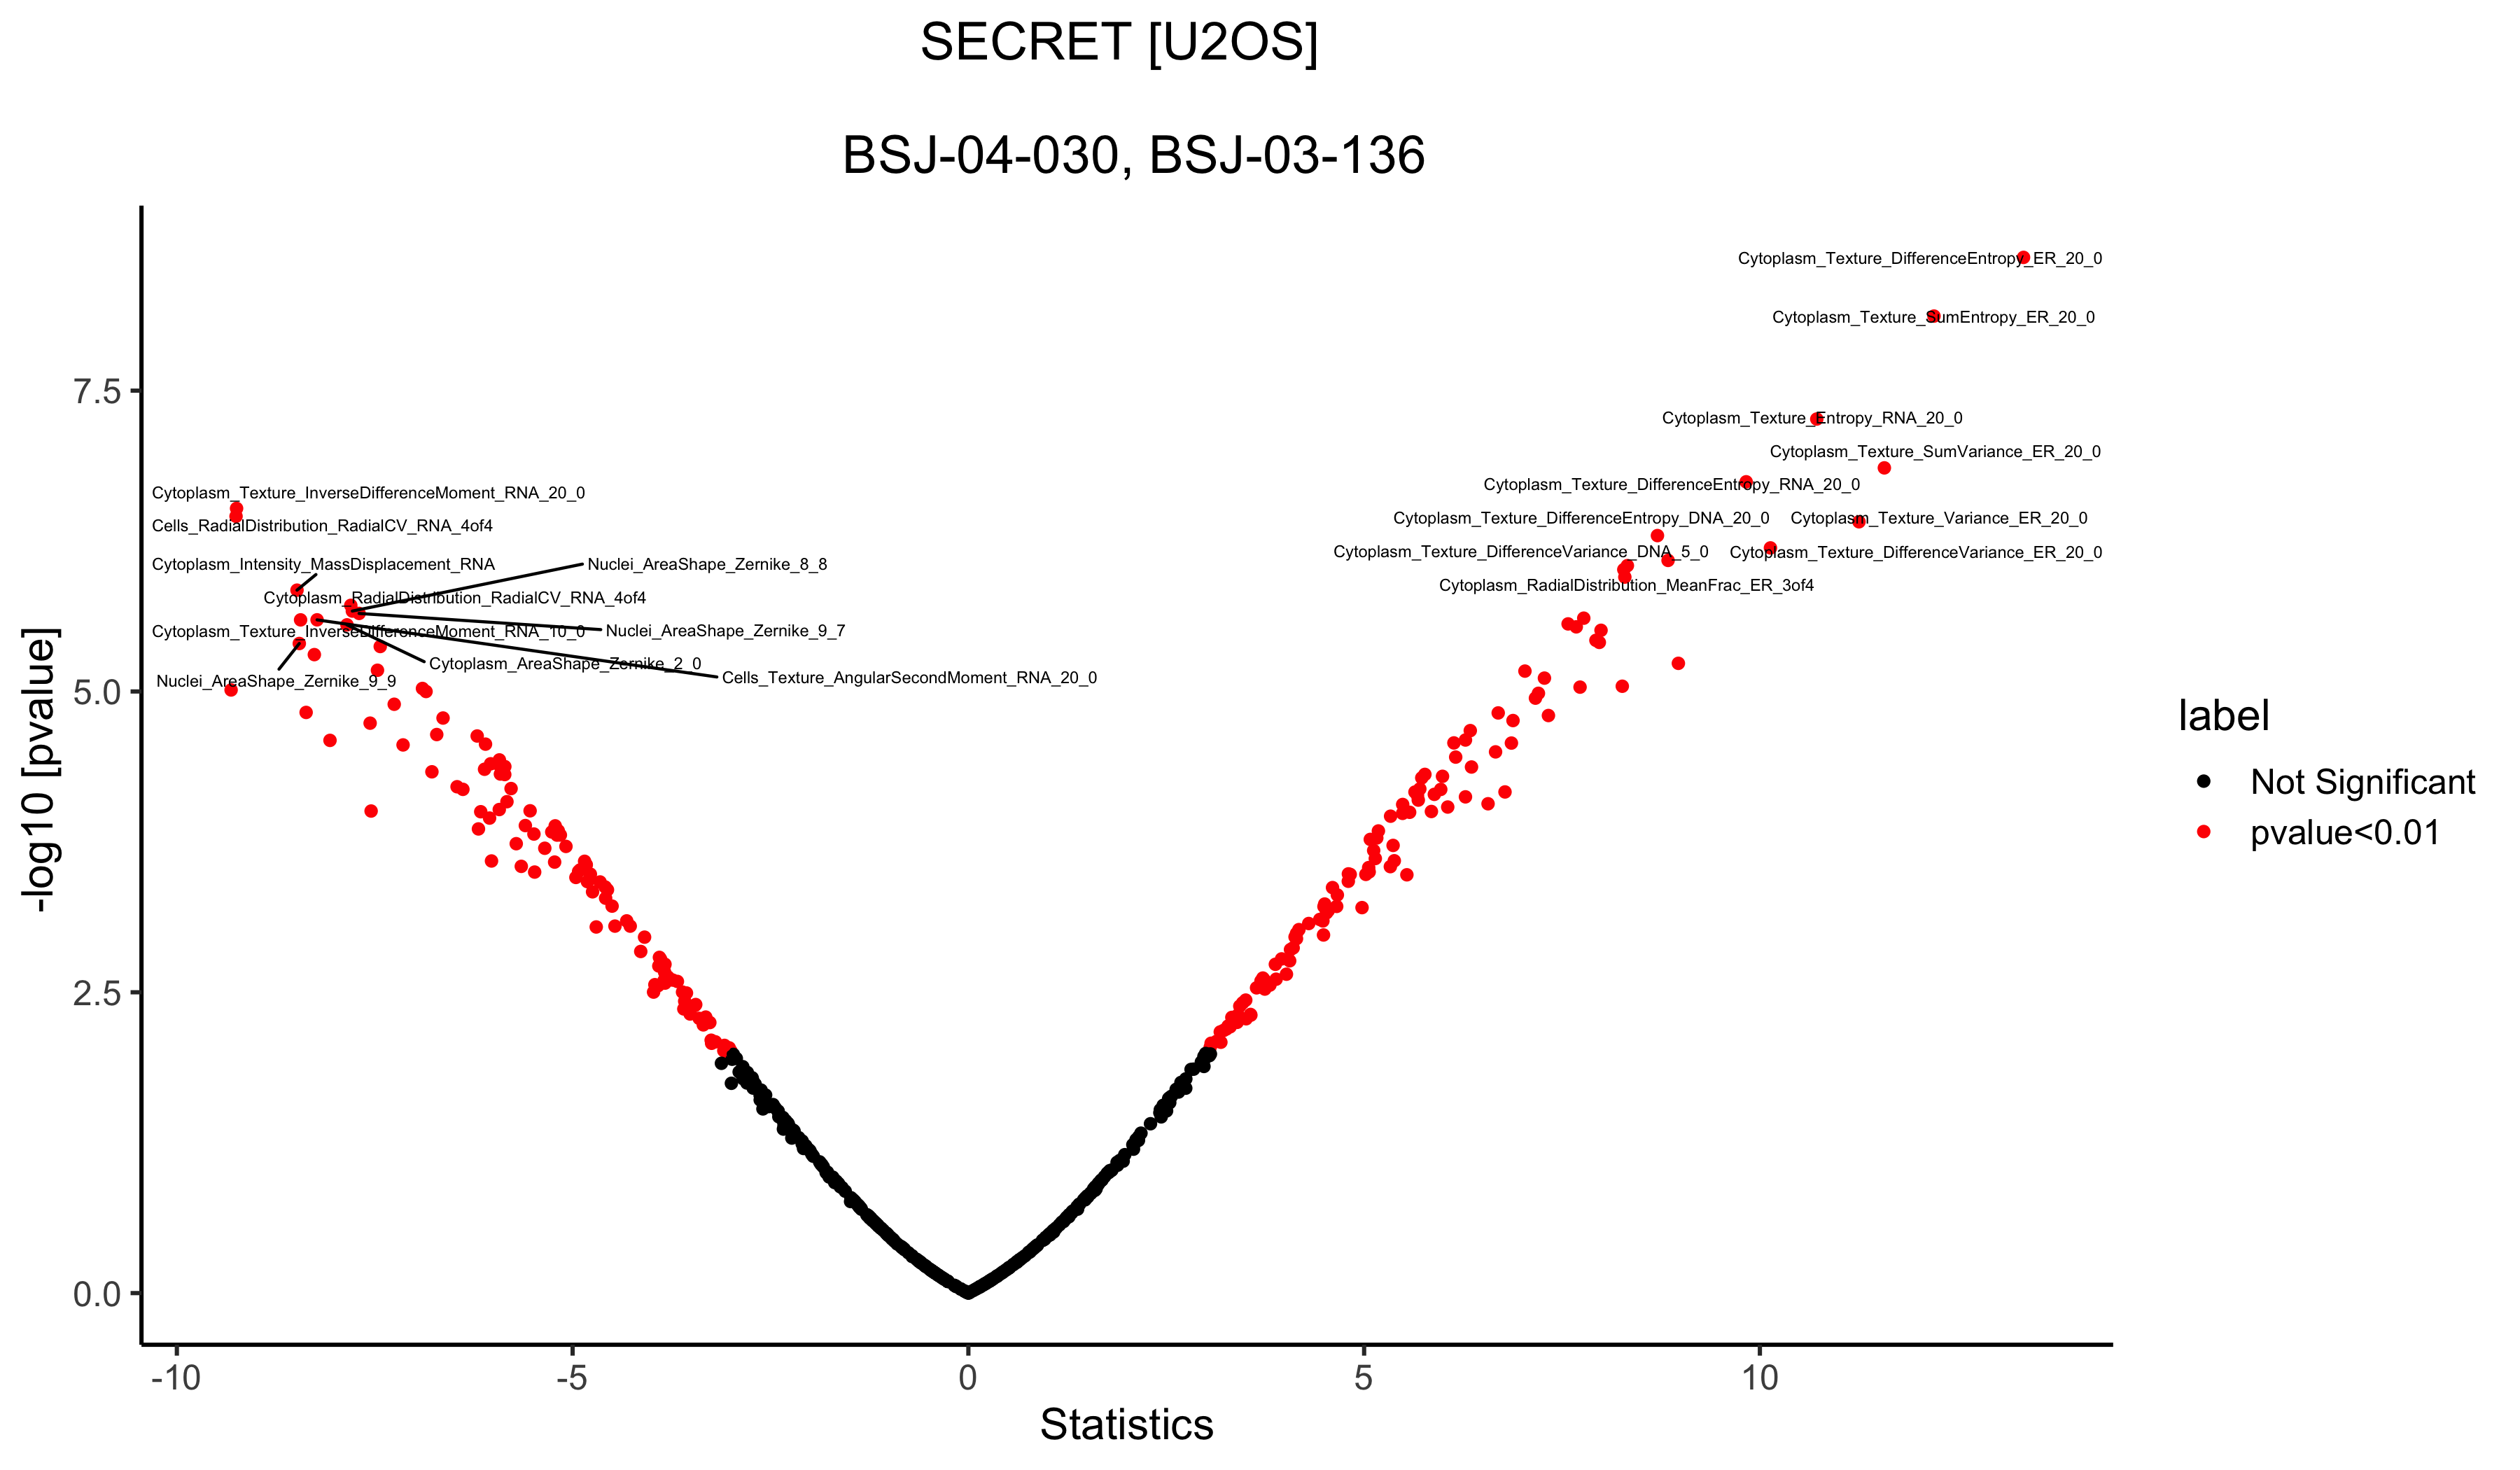 SECRET [U2OS]
BSJ-04-030, BSJ-03-136
-log10 [pvalue]
7.5
5.0
2.5
0.0
Cytoplasm_Texture_DifferenceEntropy_ER_20_0
Cytoplasm_Texture_SumEntropy_ER_20_0
Cytoplasm_Texture_Entropy_RNA_20_0
Cytoplasm_Texture_SumVariance_ER_20_0
Cytoplasm_Texture_DifferenceEntropy_RNA_20_0
Cytoplasm_Texture_InverseDifferenceMoment_RNA_20_0
Cytoplasm_Texture_DifferenceEntropy_DNA_20_0
Cytoplasm_Texture_Variance_ER_20_0
Cells_RadialDistribution_RadialCV_RNA_4of4
Cytoplasm_Texture_DifferenceVariance_DNA_5_0
Cytoplasm_Texture_DifferenceVariance_ER_20_0
Cytoplasm_Intensity_MassDisplacement_RNA
Nuclei_AreaShape_Zernike_8_8
Cytoplasm_RadialDistribution_MeanFrac_ER_3of4
Cytoplasm_RadialDistribution_RadialCV_RNA_4of4
Cytoplasm_Texture_InverseDifferenceMoment_RNA_10_0
Nuclei_AreaShape_Zernike_9_7
Cytoplasm_AreaShape_Zernike_2_0
Cells_Texture_AngularSecondMoment_RNA_20_0
Nuclei_AreaShape_Zernike_9_9
label
Not Significant
pvalue<0.01
-10
-5
0
5
10
Statistics